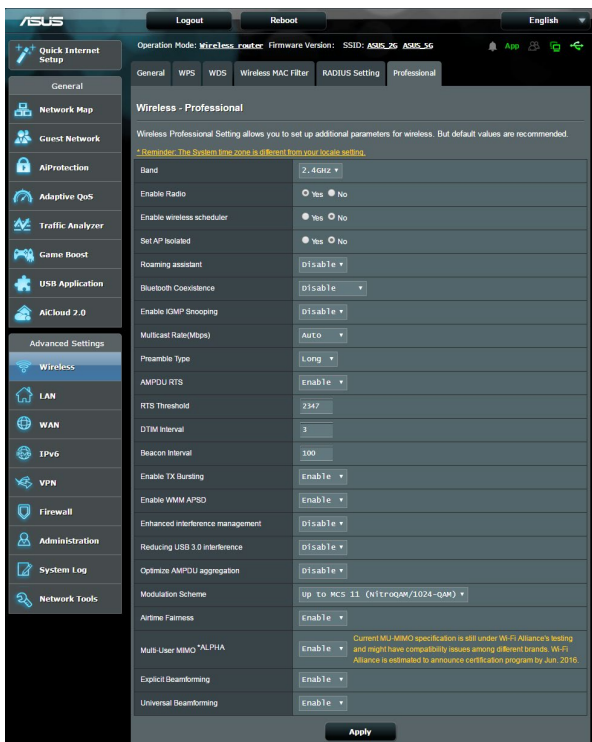 ASUS
Logout
Reboot
English
Quick Internet
Setup
Operation Mode: Wireless router Firmware Version: SSID: ASUS_2G ASUS_5G
App
General
WPS
WDS
Wireless MAC Filter
RADIUS Setting
Professional
General
Network Map
Guest Network
AiProtection
Adaptive QoS
Traffic Analyzer
Game Boost
USB Application
AiCloud 2.0
Advanced Settings
Wireless
LAN
WAN
IPv6
VPN
Firewall
Administration
System Log
Network Tools
Wireless - Professional
Wireless Professional Setting allows you to set up additional parameters for wireless. But default values are recommended.
* Reminder: The System time zone is different from your locale setting.
Band 2.4GHz
Enable Radio Yes No
Enable wireless scheduler Yes No
Set AP Isolated Yes No
Roaming assistant Disable
Bluetooth Coexistence Disable
Enable IGMP Snooping Disable
Multicast Rate(Mbps) Auto
Preamble Type Long
AMPDU RTS Enable
RTS Threshold 2347
DTIM Interval 3
Beacon Interval 100
Enable TX Bursting Enable
Enable WMM APSD Enable
Enhanced interference management Disable
Reducing USB 3.0 interference Disable
Optimize AMPDU aggregation Disable
Modulation Scheme Up to MCS 11 (NitroQAM/1024-QAM)
Airtime Fairness Enable
Multi-User MIMO *ALPHA Enable
Current MU-MIMO specification is still under Wi-Fi Alliance's testing
and might have compatibility issues among different brands. Wi-Fi
Alliance is estimated to announce certification program by Jun. 2016.
Explicit Beamforming Enable
Universal Beamforming Enable
Apply